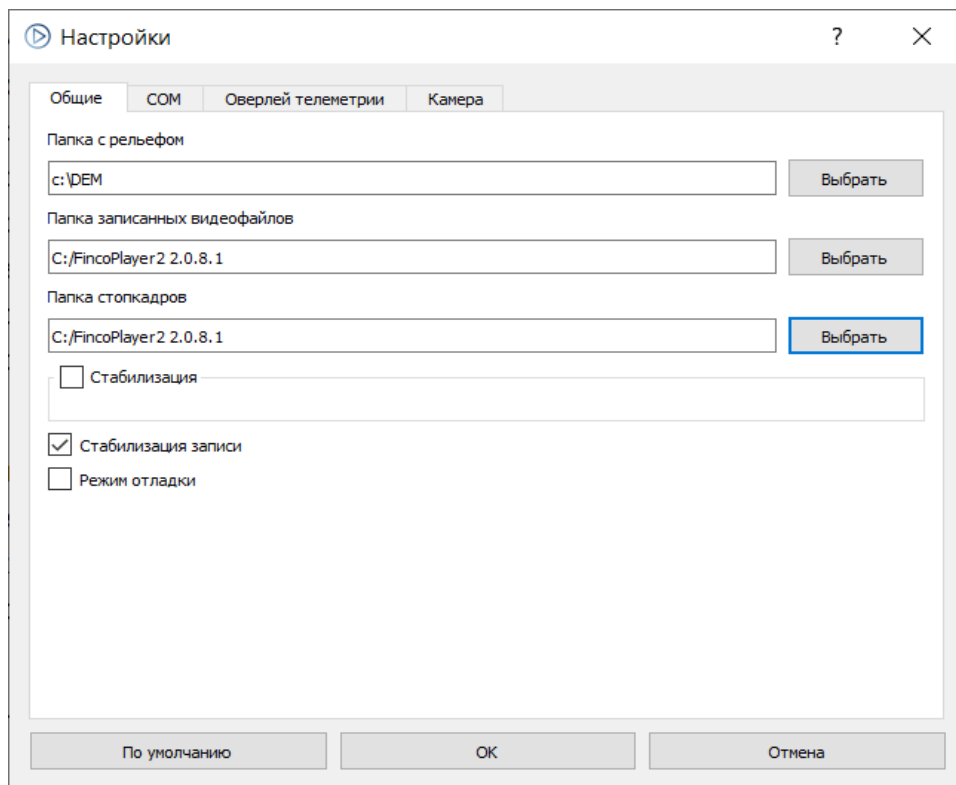 Настройки
?
Общие COM Оверлей телеметрии Камера
Папка с рельефом
c:\DEM Выбрать
Папка записанных видеофайлов
C:/FincoPlayer2 2.0.8.1 Выбрать
Папка стопкадров
C:/FincoPlayer2 2.0.8.1 Выбрать
Стабилизация
Стабилизация записи
Режим отладки
По умолчанию OK Отмена